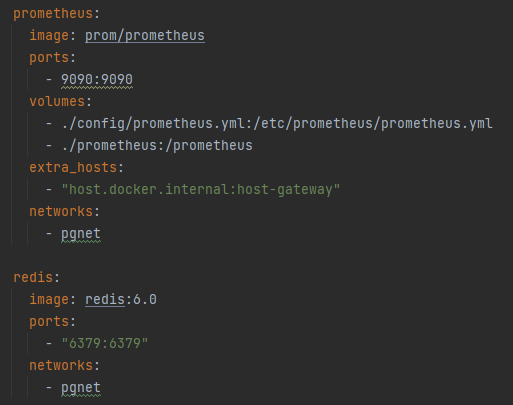 prometheus:
  image: prom/prometheus
  ports:
    - 9090:9090
  volumes:
    - ./config/prometheus.yml:/etc/prometheus/prometheus.yml
    - ./prometheus:/prometheus
  extra_hosts:
    - "host.docker.internal:host-gateway"
  networks:
    - pgnet

redis:
  image: redis:6.0
  ports:
    - "6379:6379"
  networks:
    - pgnet